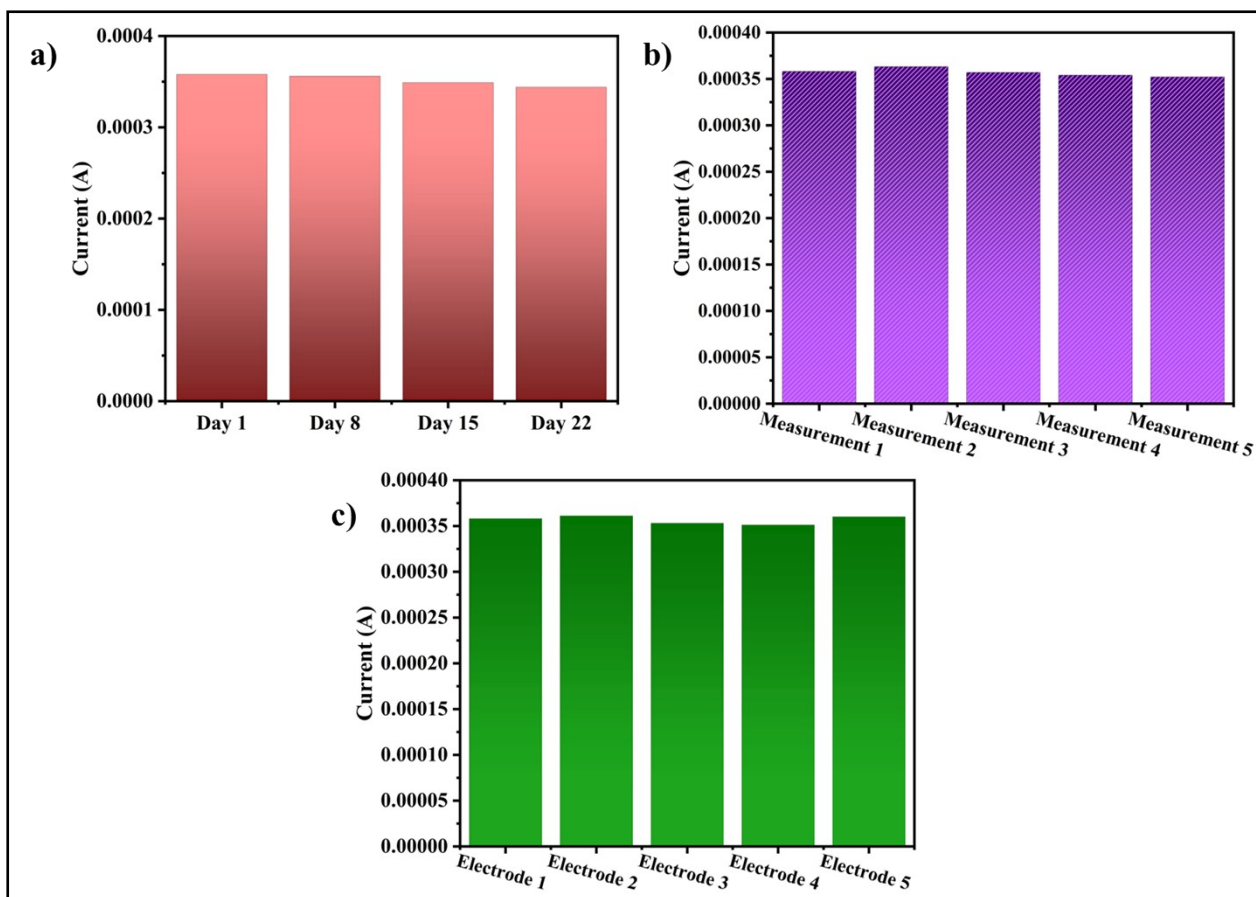 a)
0.0004
0.0003
0.0002
0.0001
0.0000
Current (A)
Day 1 Day 8 Day 15 Day 22
b)
0.00040
0.00035
0.00030
0.00025
0.00020
0.00015
0.00010
0.00005
0.00000
Current (A)
Measurement 1 Measurement 2 Measurement 3 Measurement 4 Measurement 5
c)
0.00040
0.00035
0.00030
0.00025
0.00020
0.00015
0.00010
0.00005
0.00000
Current (A)
Electrode 1 Electrode 2 Electrode 3 Electrode 4 Electrode 5